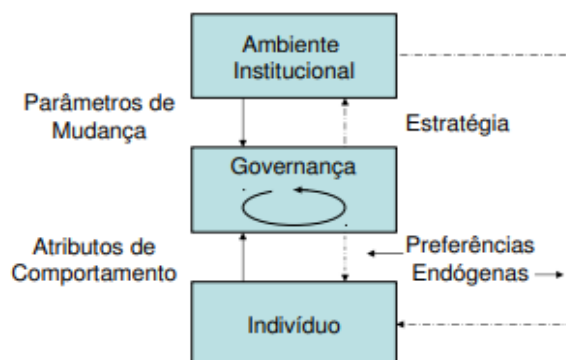 Ambiente
Institucional
Parâmetros de
Mudança
Estratégia
Governança
Atributos de
Comportamento
Preferências
Endógenas
Indivíduo